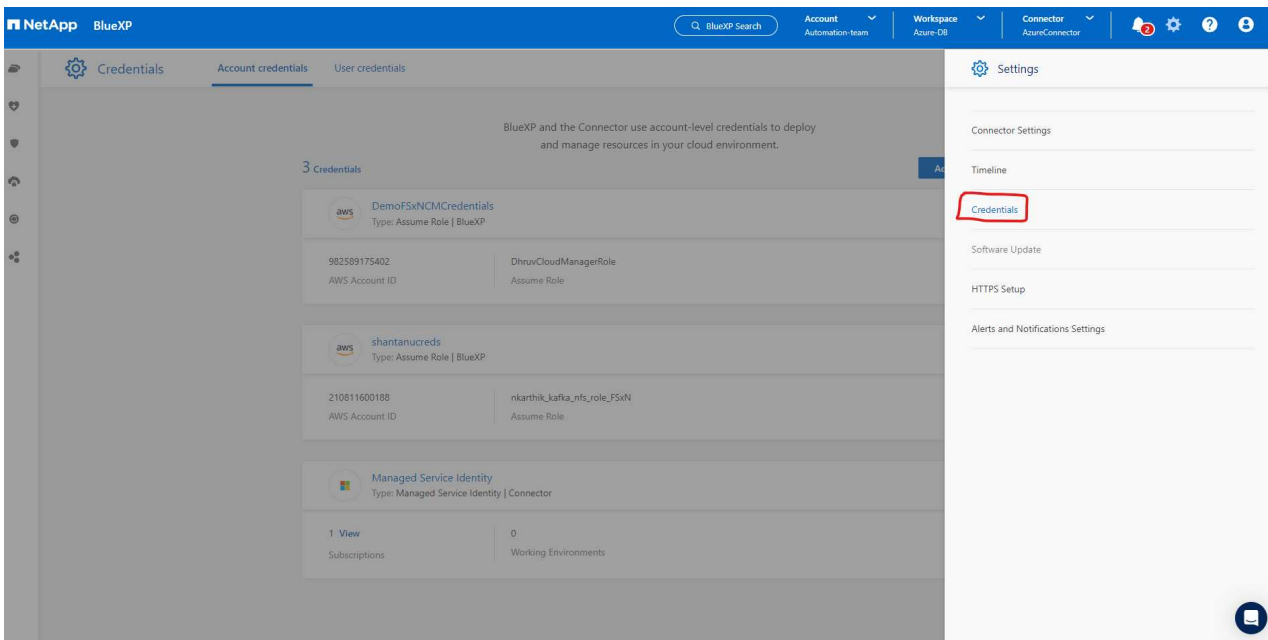 NetApp BlueXP
BlueXP Search
Account
Automation-team
Workspace
Azure-DB
Connector
AzureConnector
2
Credentials
Account credentials
User credentials
BlueXP and the Connector use account-level credentials to deploy
and manage resources in your cloud environment.
3 Credentials
Ad
aws
DemoFSxNCMCredentials
Type: Assume Role | BlueXP
982589175402
DhruvCloudManagerRole
AWS Account ID
Assume Role
aws
shantanucreds
Type: Assume Role | BlueXP
210811600188
nkarthik_kafka_nfs_role_FSxN
AWS Account ID
Assume Role
Managed Service Identity
Type: Managed Service Identity | Connector
1 View
0
Subscriptions
Working Environments
Settings
Connector Settings
Timeline
Credentials
Software Update
HTTPS Setup
Alerts and Notifications Settings